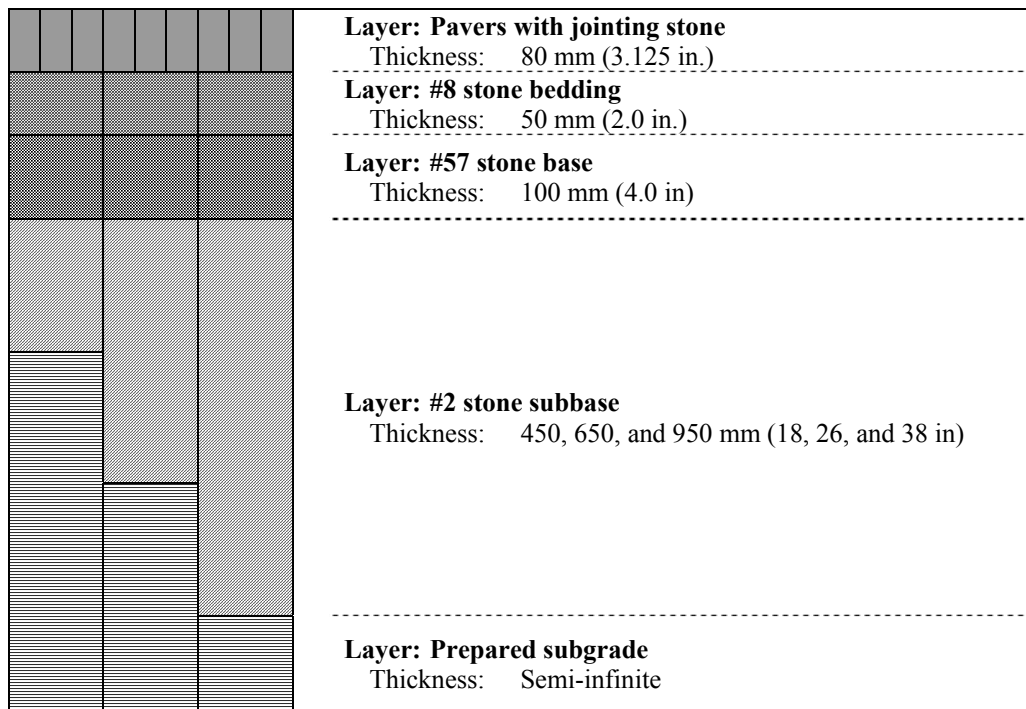 Layer: Pavers with jointing stone
Thickness: 80 mm (3.125 in.)
Layer: #8 stone bedding
Thickness: 50 mm (2.0 in.)
Layer: #57 stone base
Thickness: 100 mm (4.0 in)
Layer: #2 stone subbase
Thickness: 450, 650, and 950 mm (18, 26, and 38 in)
Layer: Prepared subgrade
Thickness: Semi-infinite